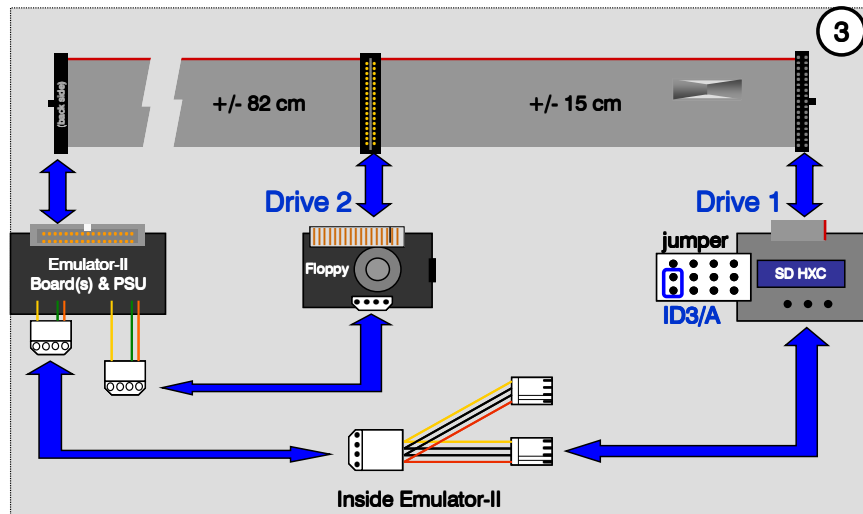 3
(back side)
+/- 82 cm
+/- 15 cm
Drive 2
Drive 1
Emulator-II
Board(s) & PSU
Floppy
jumper
SD HXC
ID3/A
Inside Emulator-II